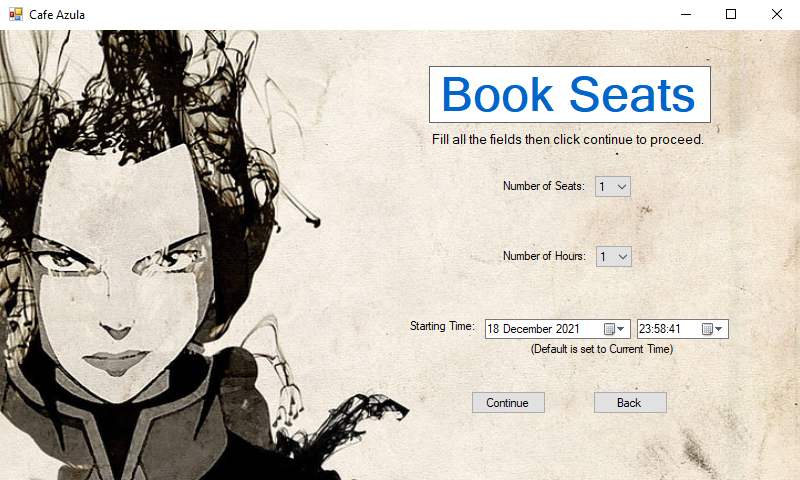 Cafe Azula
Book Seats
Fill all the fields then click continue to proceed.
Number of Seats: 1
Number of Hours: 1
Starting Time: 18 December 2021 23:58:41
(Default is set to Current Time)
Continue Back